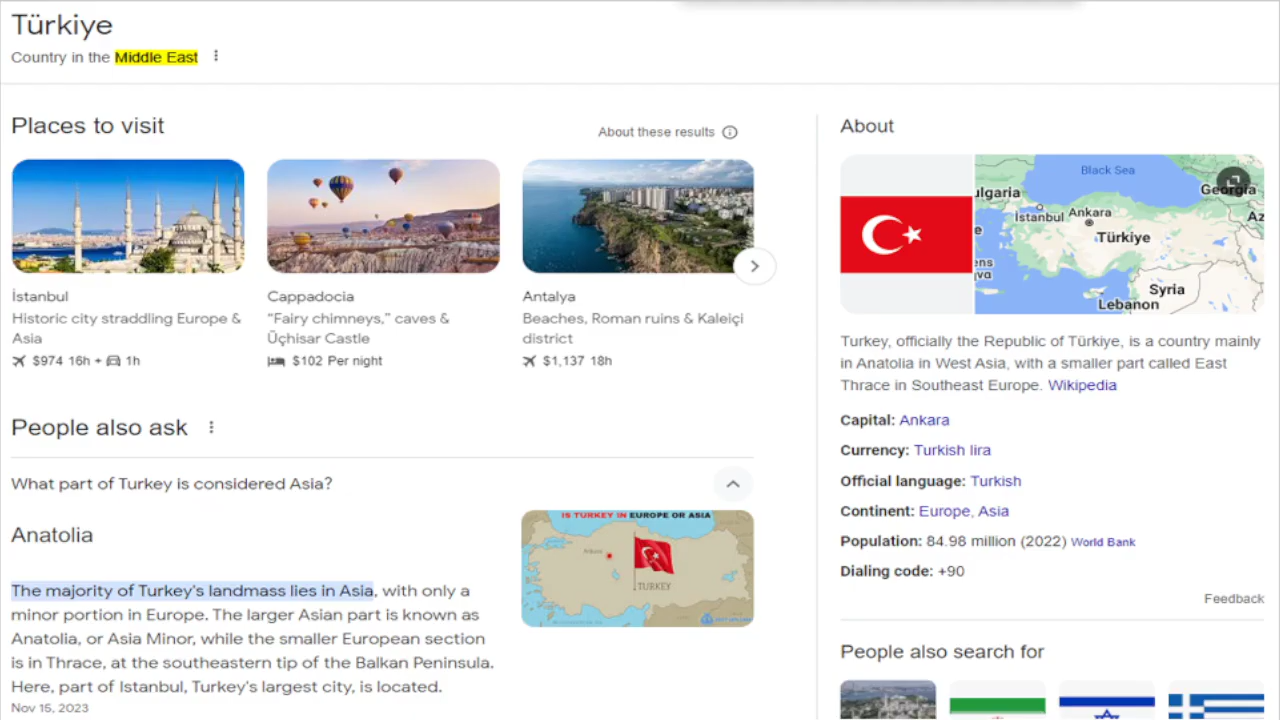 Türkiye
Country in the Middle East
Places to visit
About these results
İstanbul
Historic city straddling Europe &
Asia
$974 16h + 1h
Cappadocia
“Fairy chimneys,” caves &
Üçhisar Castle
$102 Per night
Antalya
Beaches, Roman ruins & Kaleiçi
district
$1,137 18h
People also ask
What part of Turkey is considered Asia?
Anatolia
The majority of Turkey's landmass lies in Asia, with only a
minor portion in Europe. The larger Asian part is known as
Anatolia, or Asia Minor, while the smaller European section
is in Thrace, at the southeastern tip of the Balkan Peninsula.
Here, part of Istanbul, Turkey's largest city, is located.
Nov 15, 2023
IS TURKEY IN EUROPE OR ASIA
Ankara
TURKEY
About
Black Sea
ulgaria
Georgia
İstanbul
Ankara
Az
e
Türkiye
ens
να
Syria
Lebanon
Turkey, officially the Republic of Türkiye, is a country mainly
in Anatolia in West Asia, with a smaller part called East
Thrace in Southeast Europe. Wikipedia
Capital: Ankara
Currency: Turkish lira
Official language: Turkish
Continent: Europe, Asia
Population: 84.98 million (2022) World Bank
Dialing code: +90
Feedback
People also search for